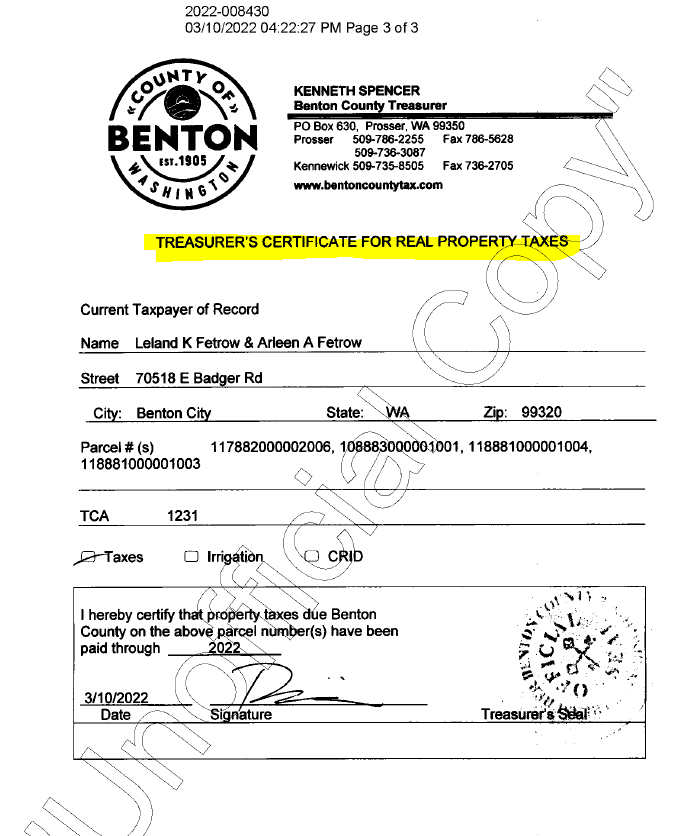 2022-008430
03/10/2022 04:22:27 PM Page 3 of 3
«COUNTY OF»
BENTON
EST. 1905
WASHINGTON
KENNETH SPENCER
Benton County Treasurer
PO Box 630, Prosser, WA 99350
Prosser 509-786-2255 Fax 786-5628
509-736-3087
Kennewick 509-735-8505 Fax 736-2705
www.bentoncountytax.com
TREASURER'S CERTIFICATE FOR REAL PROPERTY TAXES
Current Taxpayer of Record
Name Leland K Fetrow & Arleen A Fetrow
Street 70518 E Badger Rd
City: Benton City State: WA Zip: 99320
Parcel # (s) 117882000002006, 108883000001001, 118881000001004,
118881000001003
TCA 1231
Taxes Irrigation CRID
I hereby certify that property taxes due Benton
County on the above parcel number(s) have been
paid through 2022
3/10/2022
Date Signature Treasurer's Seal
BENTON COUNTY
OFFICIAL SEAL
"Unofficial Copy"